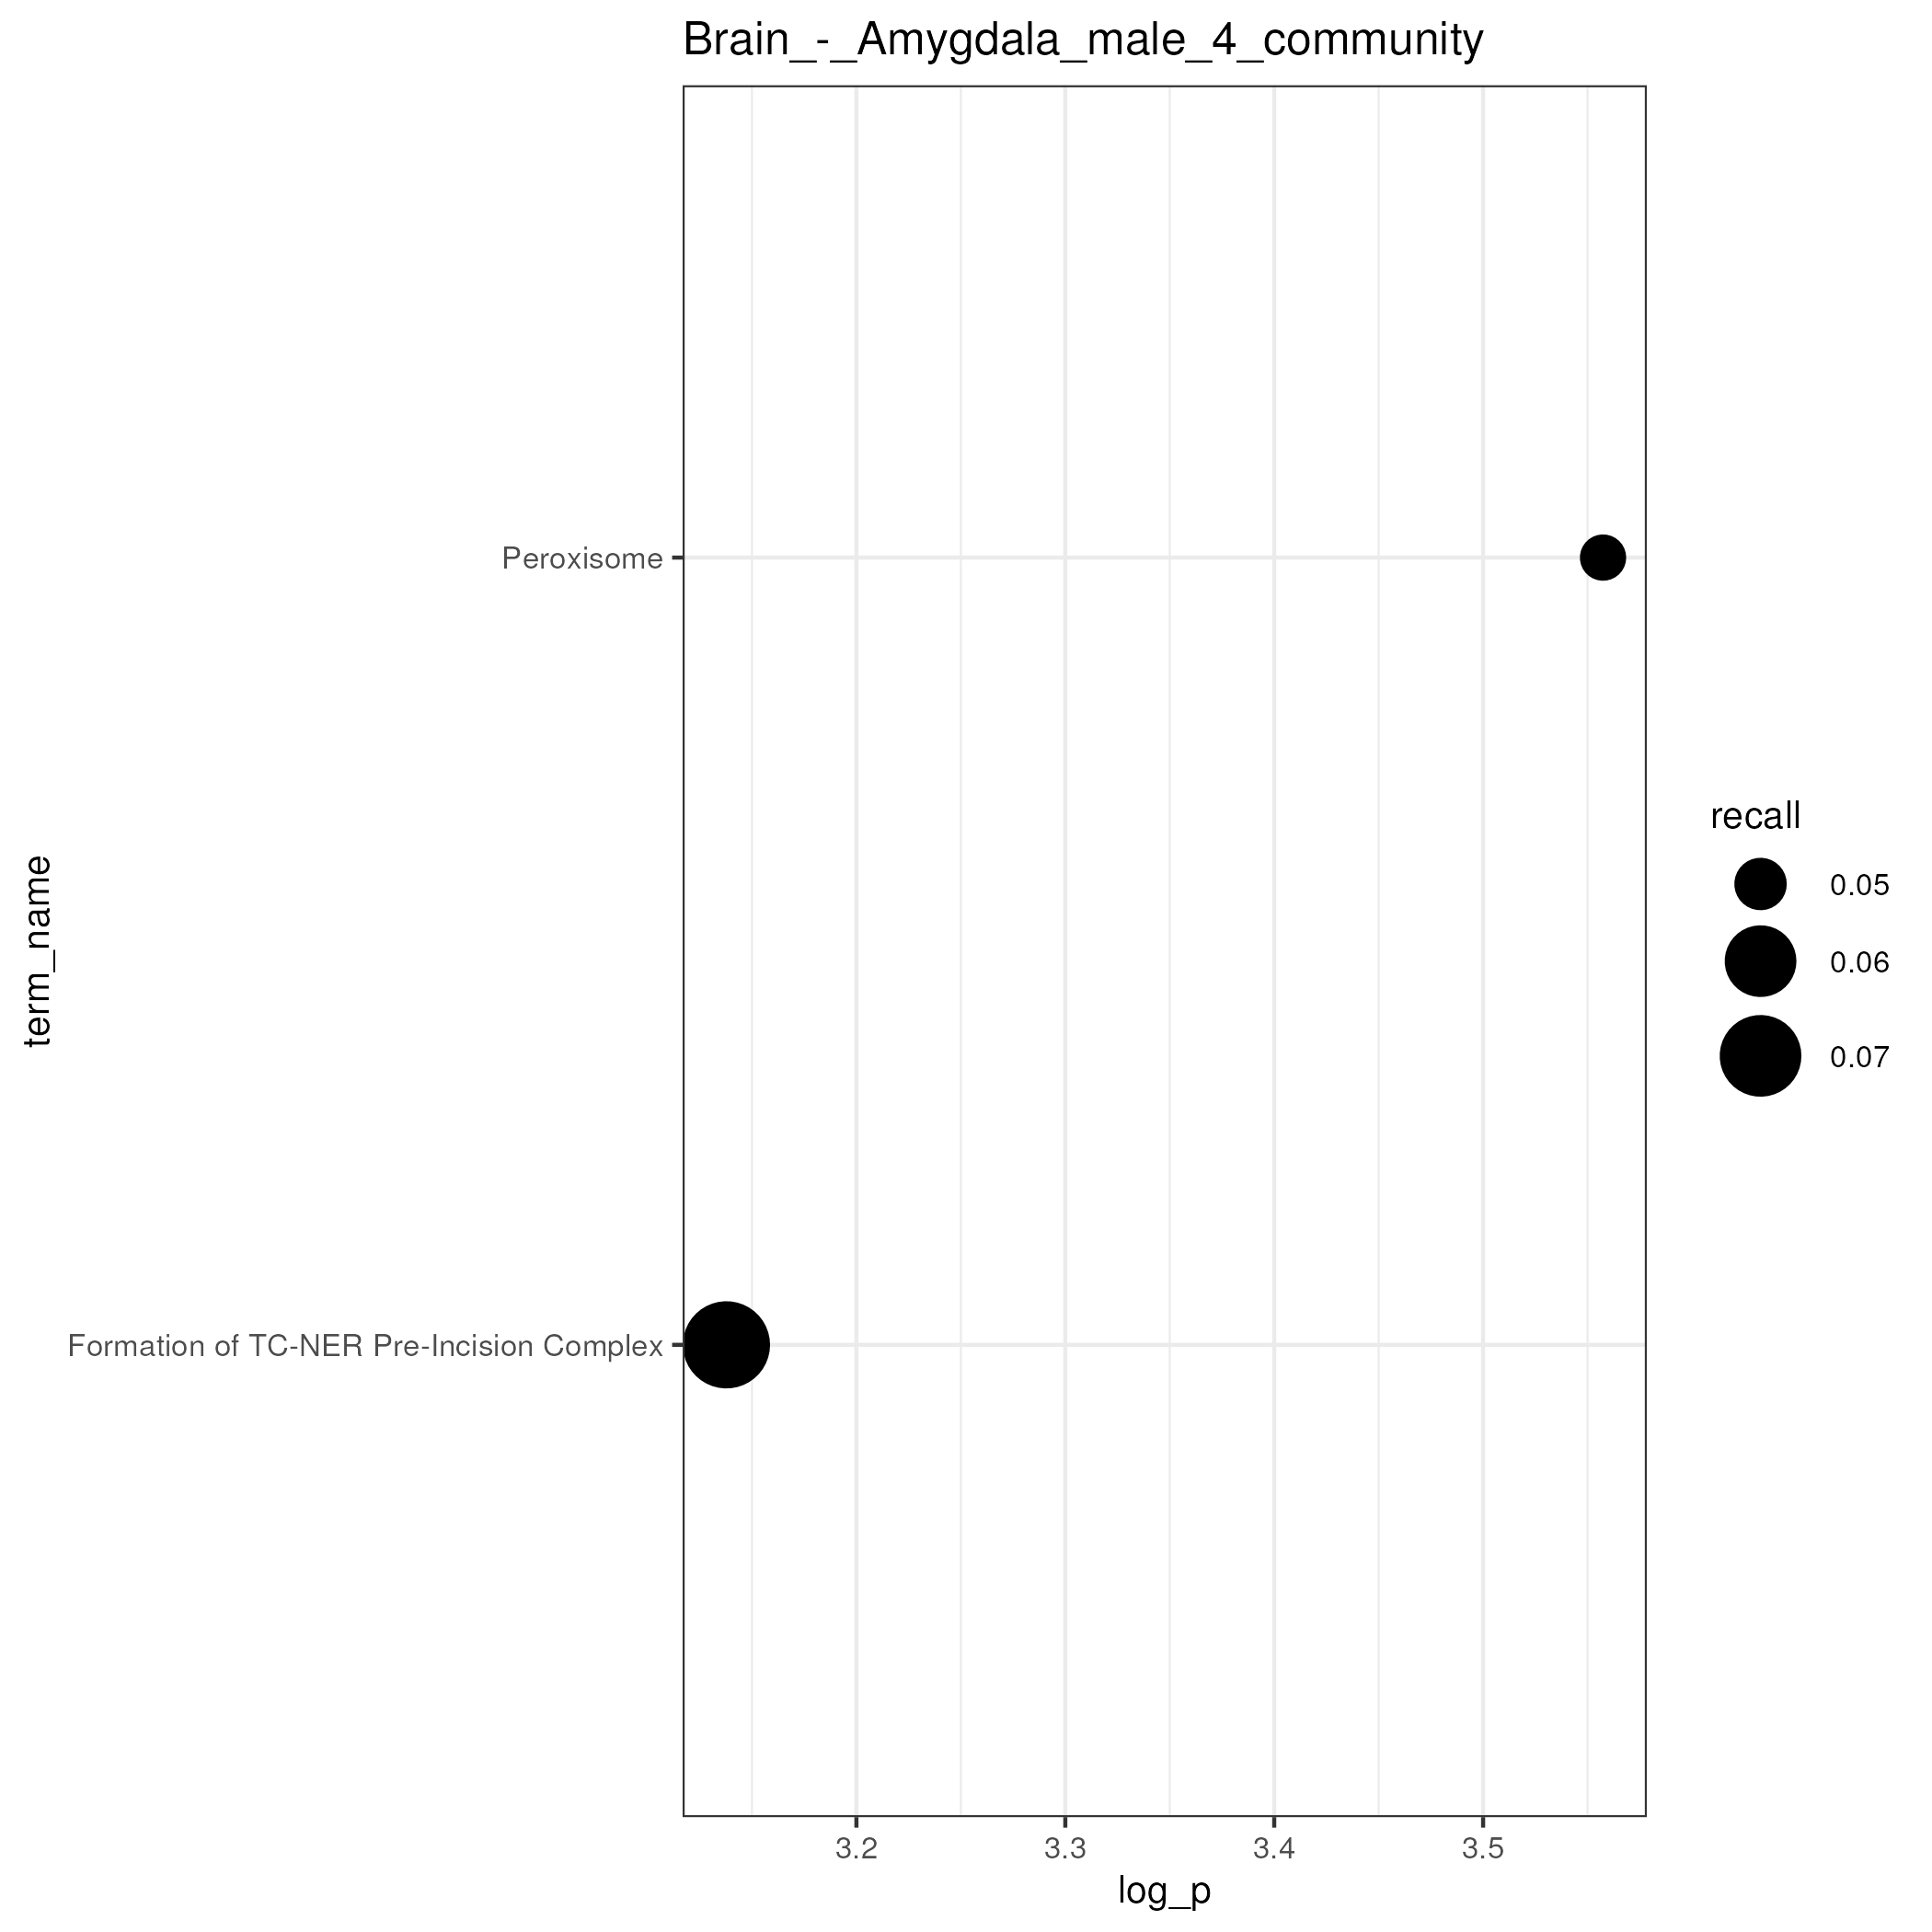 Brain_-_Amygdala_male_4_community
term_name
Peroxisome
Formation of TC-NER Pre-Incision Complex
3.2
3.3
3.4
3.5
log_p
recall
0.05
0.06
0.07